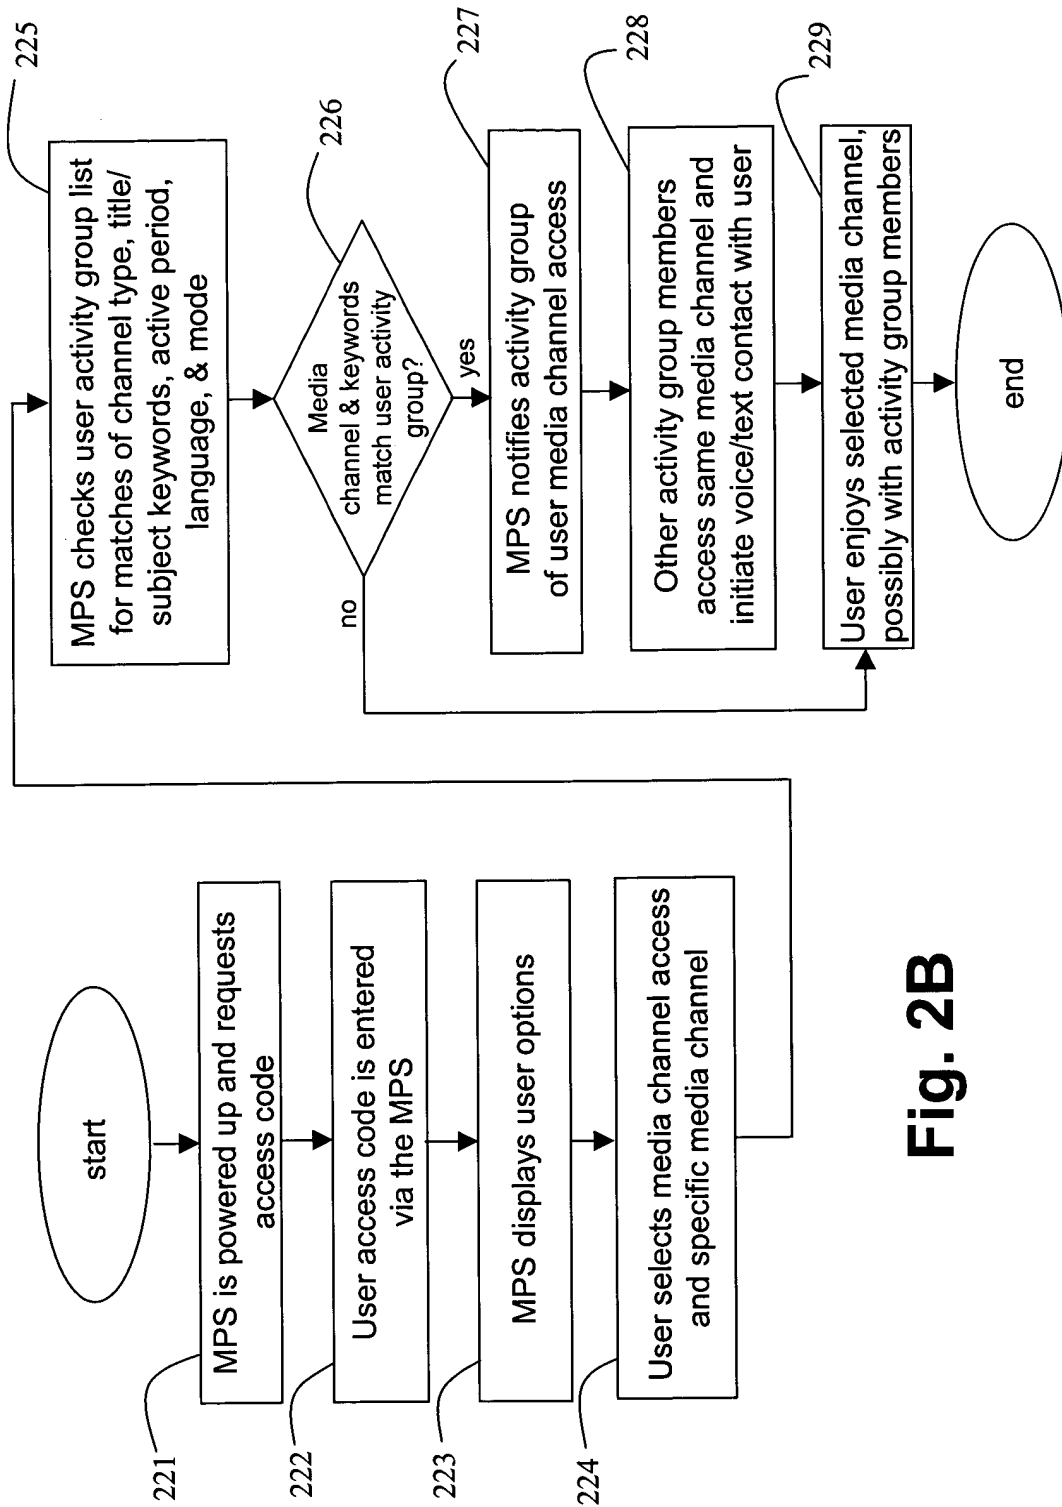 start
MPS is powered up and requests
access code
221
User access code is entered
via the MPS
222
MPS displays user options
223
User selects media channel access
and specific media channel
224
MPS checks user activity group list
for matches of channel type, title/
subject keywords, active period,
language, & mode
225
Media
channel & keywords
match user activity
group?
226
no
yes
MPS notifies activity group
of user media channel access
227
Other activity group members
access same media channel and
initiate voice/text contact with user
228
User enjoys selected media channel,
possibly with activity group members
229
end
Fig. 2B